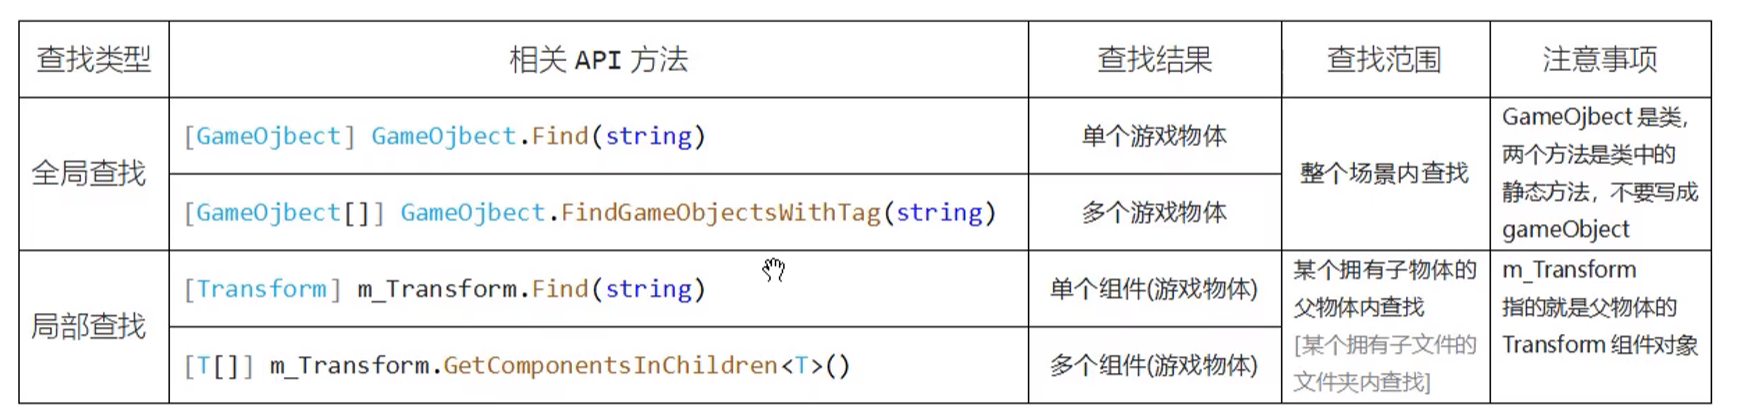 查找类型
相关 API 方法
查找结果
查找范围
注意事项
全局查找
[GameOjbect] GameOjbect.Find(string)
单个游戏物体
[GameOjbect[]] GameOjbect.FindGameObjectsWithTag(string)
多个游戏物体
整个场景内查找
GameOjbect 是类，
两个方法是类中的
静态方法，不要写成
gameObject
局部查找
[Transform] m_Transform.Find(string)
单个组件(游戏物体)
[T[]] m_Transform.GetComponentsInChildren<T>()
多个组件(游戏物体)
某个拥有子物体的
父物体内查找
[某个拥有子文件的
文件夹内查找]
m_Transform
指的就是父物体的
Transform 组件对象